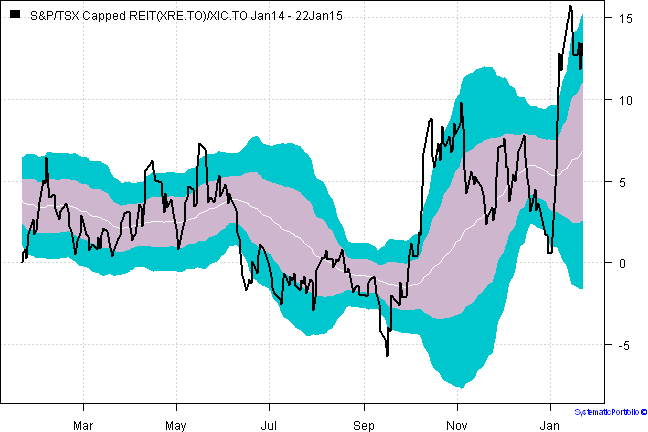 S&P/TSX Capped REIT(XRE.TO)/XIC.TO Jan14 - 22Jan15
15
10
5
0
-5
Mar May Jul Sep Nov Jan
SystematicPortfolio ©